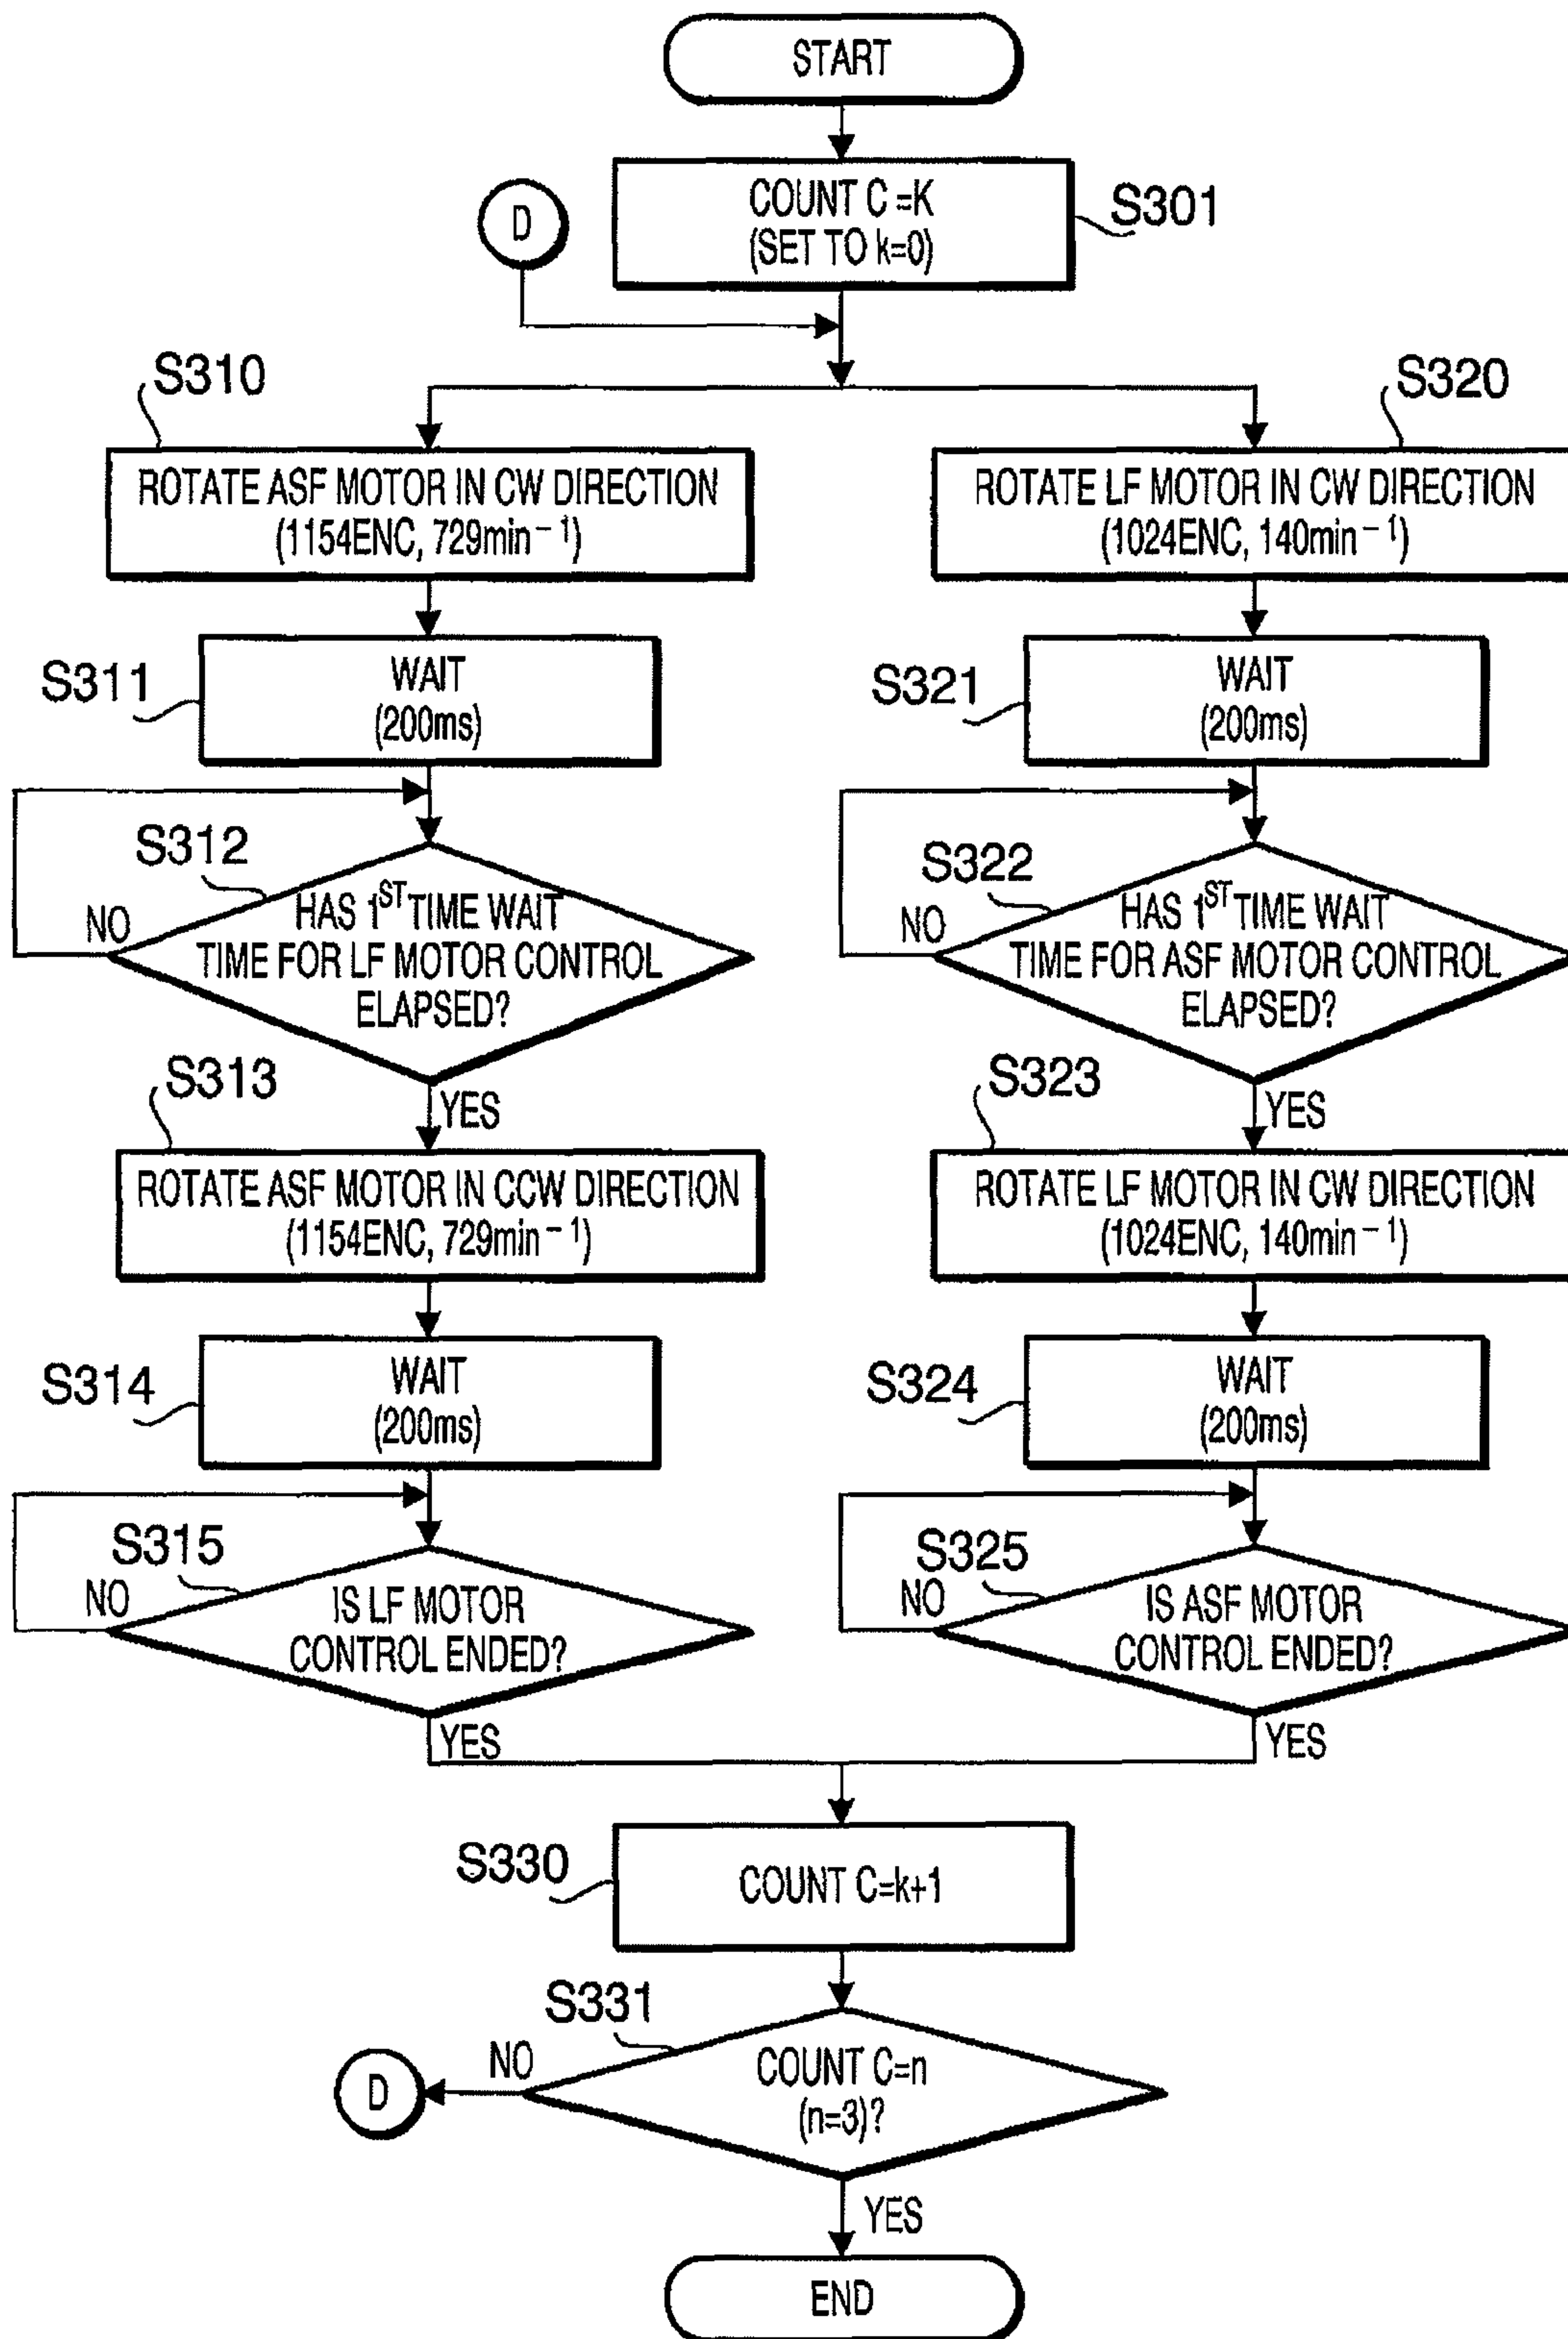 START
COUNT C =K
(SET TO k=0)
S301
D
S310
S320
ROTATE ASF MOTOR IN CW DIRECTION
(1154ENC, 729min⁻¹)
ROTATE LF MOTOR IN CW DIRECTION
(1024ENC, 140min⁻¹)
S311
WAIT
(200ms)
S321
WAIT
(200ms)
S312
NO
HAS 1ST TIME WAIT
TIME FOR LF MOTOR CONTROL
ELAPSED?
YES
S322
NO
HAS 1ST TIME WAIT
TIME FOR ASF MOTOR CONTROL
ELAPSED?
YES
S313
ROTATE ASF MOTOR IN CCW DIRECTION
(1154ENC, 729min⁻¹)
S323
ROTATE LF MOTOR IN CW DIRECTION
(1024ENC, 140min⁻¹)
S314
WAIT
(200ms)
S324
WAIT
(200ms)
S315
NO
IS LF MOTOR
CONTROL ENDED?
YES
S325
NO
IS ASF MOTOR
CONTROL ENDED?
YES
S330
COUNT C=k+1
S331
NO
D
COUNT C=n
(n=3)?
YES
END